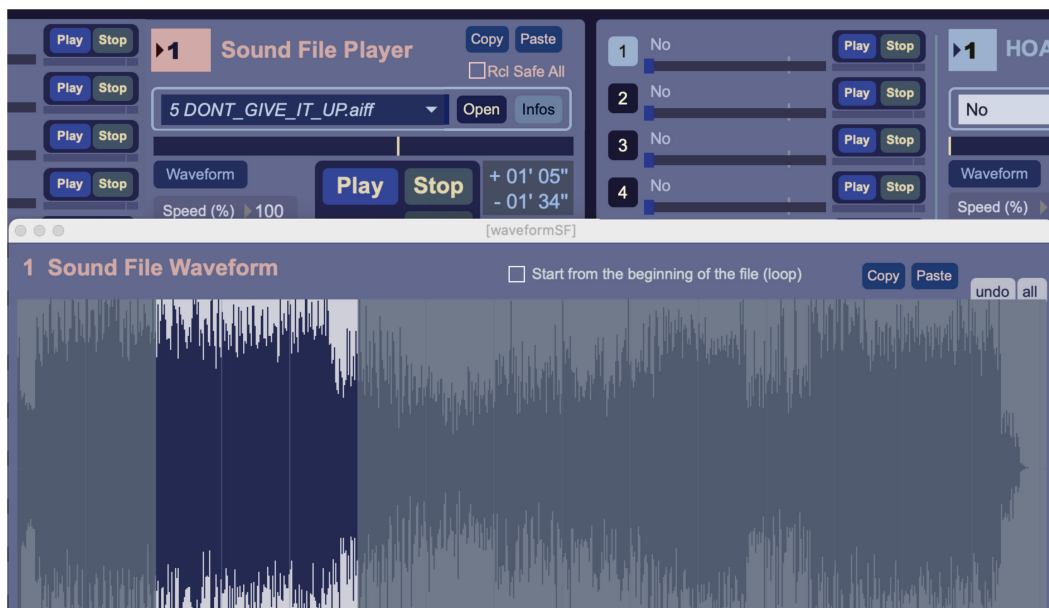 Play Stop
Play Stop
Play Stop
Play Stop
1 Sound File Player
Copy Paste
Rcl Safe All
5 DONT_GIVE_IT_UP.aiff
Open Infos
Waveform
Play Stop
+ 01' 05"
- 01' 34"
Speed (%) 100
1 No Play Stop
2 No Play Stop
3 No Play Stop
4 No Play Stop
1 HOA
No
Waveform
Speed (%)
[waveformSF]
1 Sound File Waveform
Start from the beginning of the file (loop)
Copy Paste
undo all